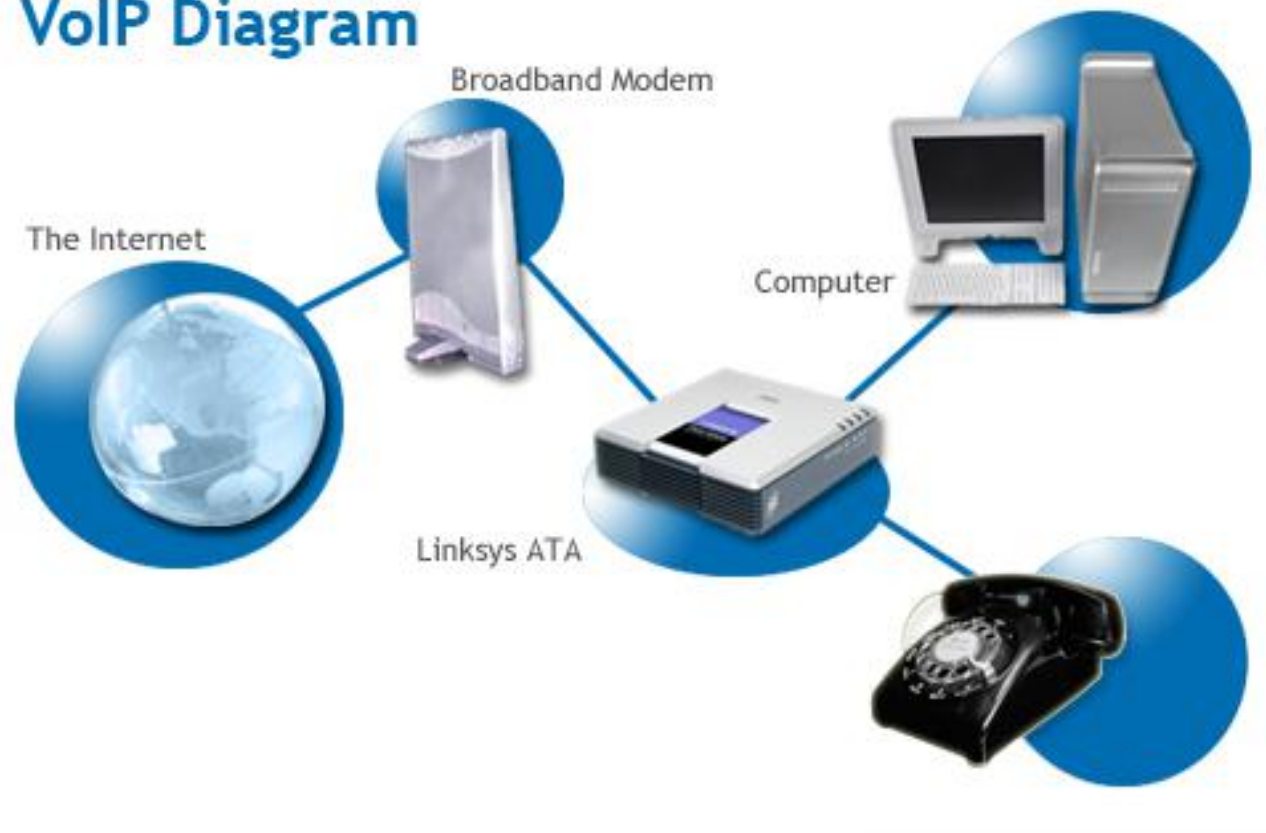 VoIP Diagram
Broadband Modem
The Internet
Computer
Linksys ATA